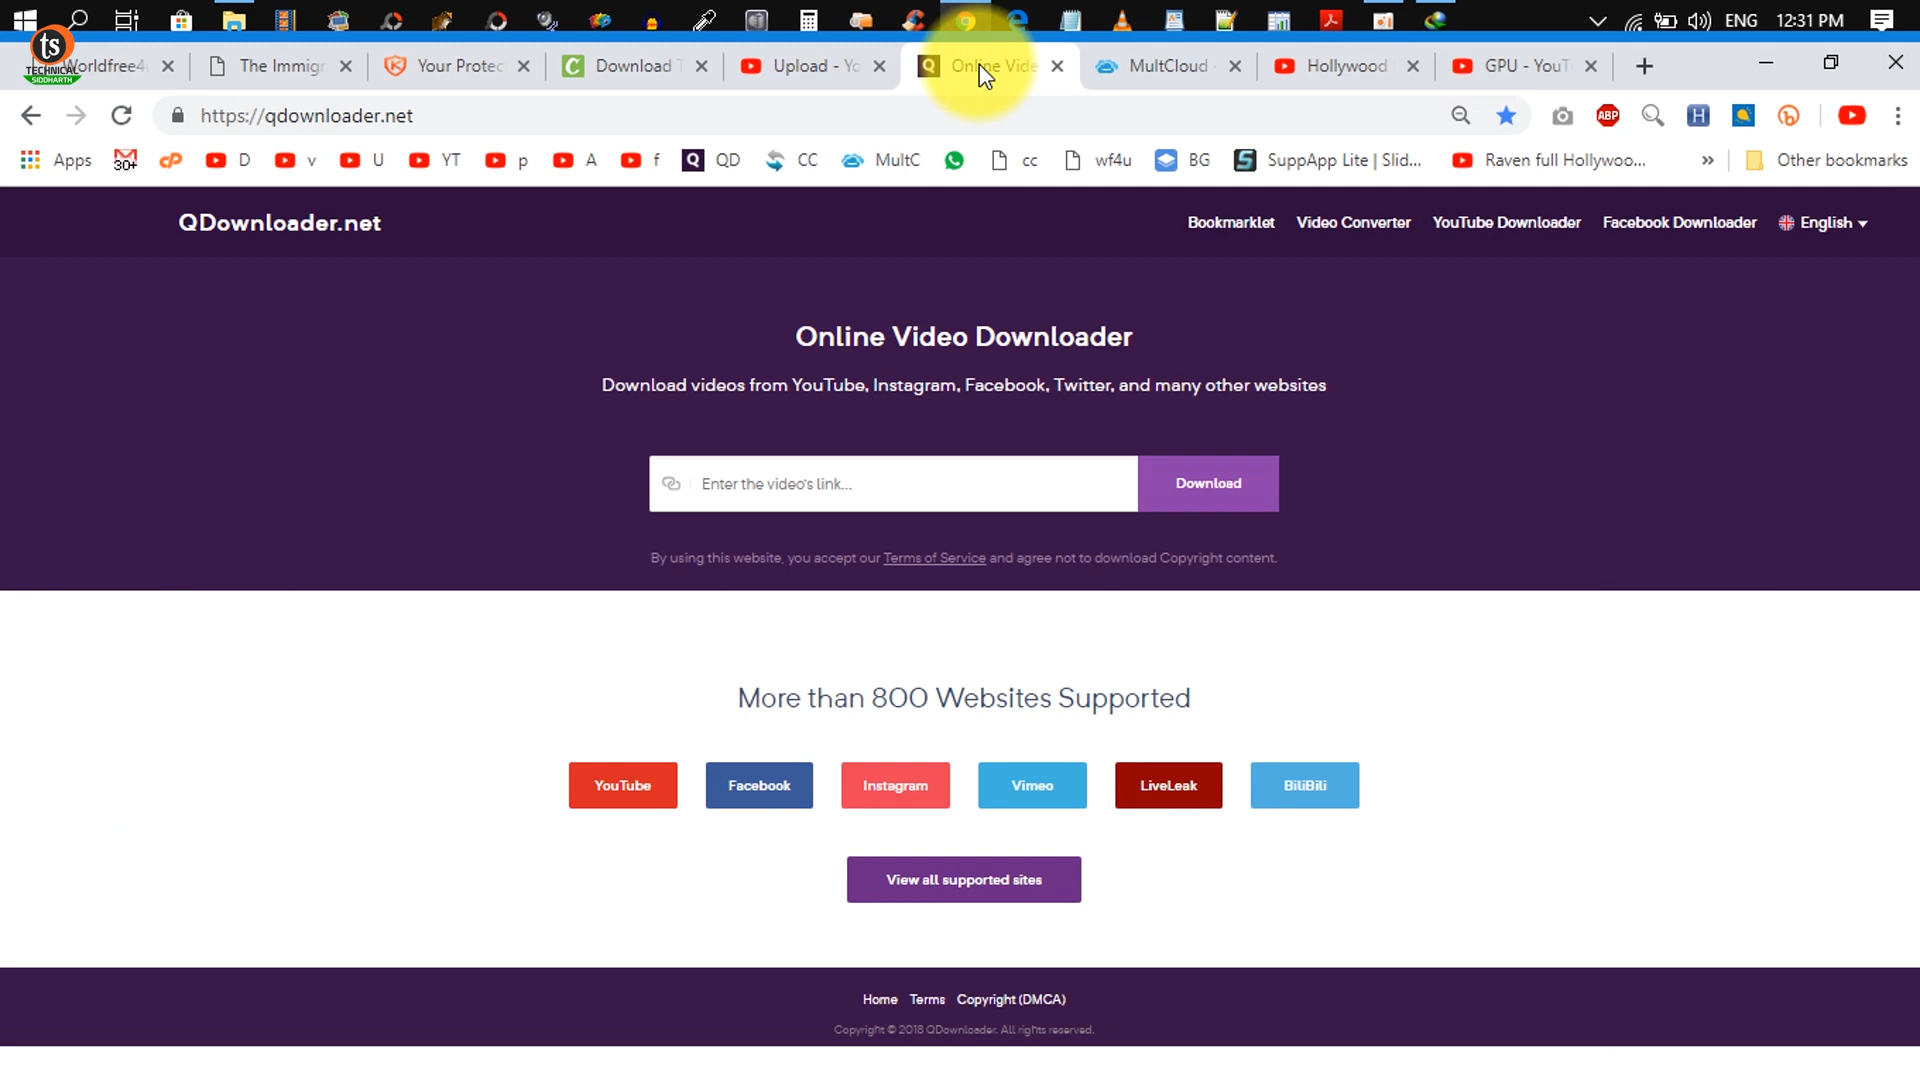 ENG 12:31 PM
ts
TECHNICAL
SIDDHARTH
Worldfree4
The Immigr
Your Protec
Download T
Upload - Yo
Online Vide
MultCloud
Hollywood
GPU - YouT
https://qdownloader.net
ABP
H
Apps
30+
D
v
U
YT
p
A
f
QD
CC
MultC
cc
wf4u
BG
SuppApp Lite | Slid...
Raven full Hollywoo...
»
Other bookmarks
QDownloader.net
Bookmarklet
Video Converter
YouTube Downloader
Facebook Downloader
English
Online Video Downloader
Download videos from YouTube, Instagram, Facebook, Twitter, and many other websites
Enter the video's link...
Download
By using this website, you accept our Terms of Service and agree not to download Copyright content.
More than 800 Websites Supported
YouTube
Facebook
Instagram
Vimeo
LiveLeak
BiliBili
View all supported sites
Home Terms Copyright (DMCA)
Copyright © 2018 QDownloader. All rights reserved.